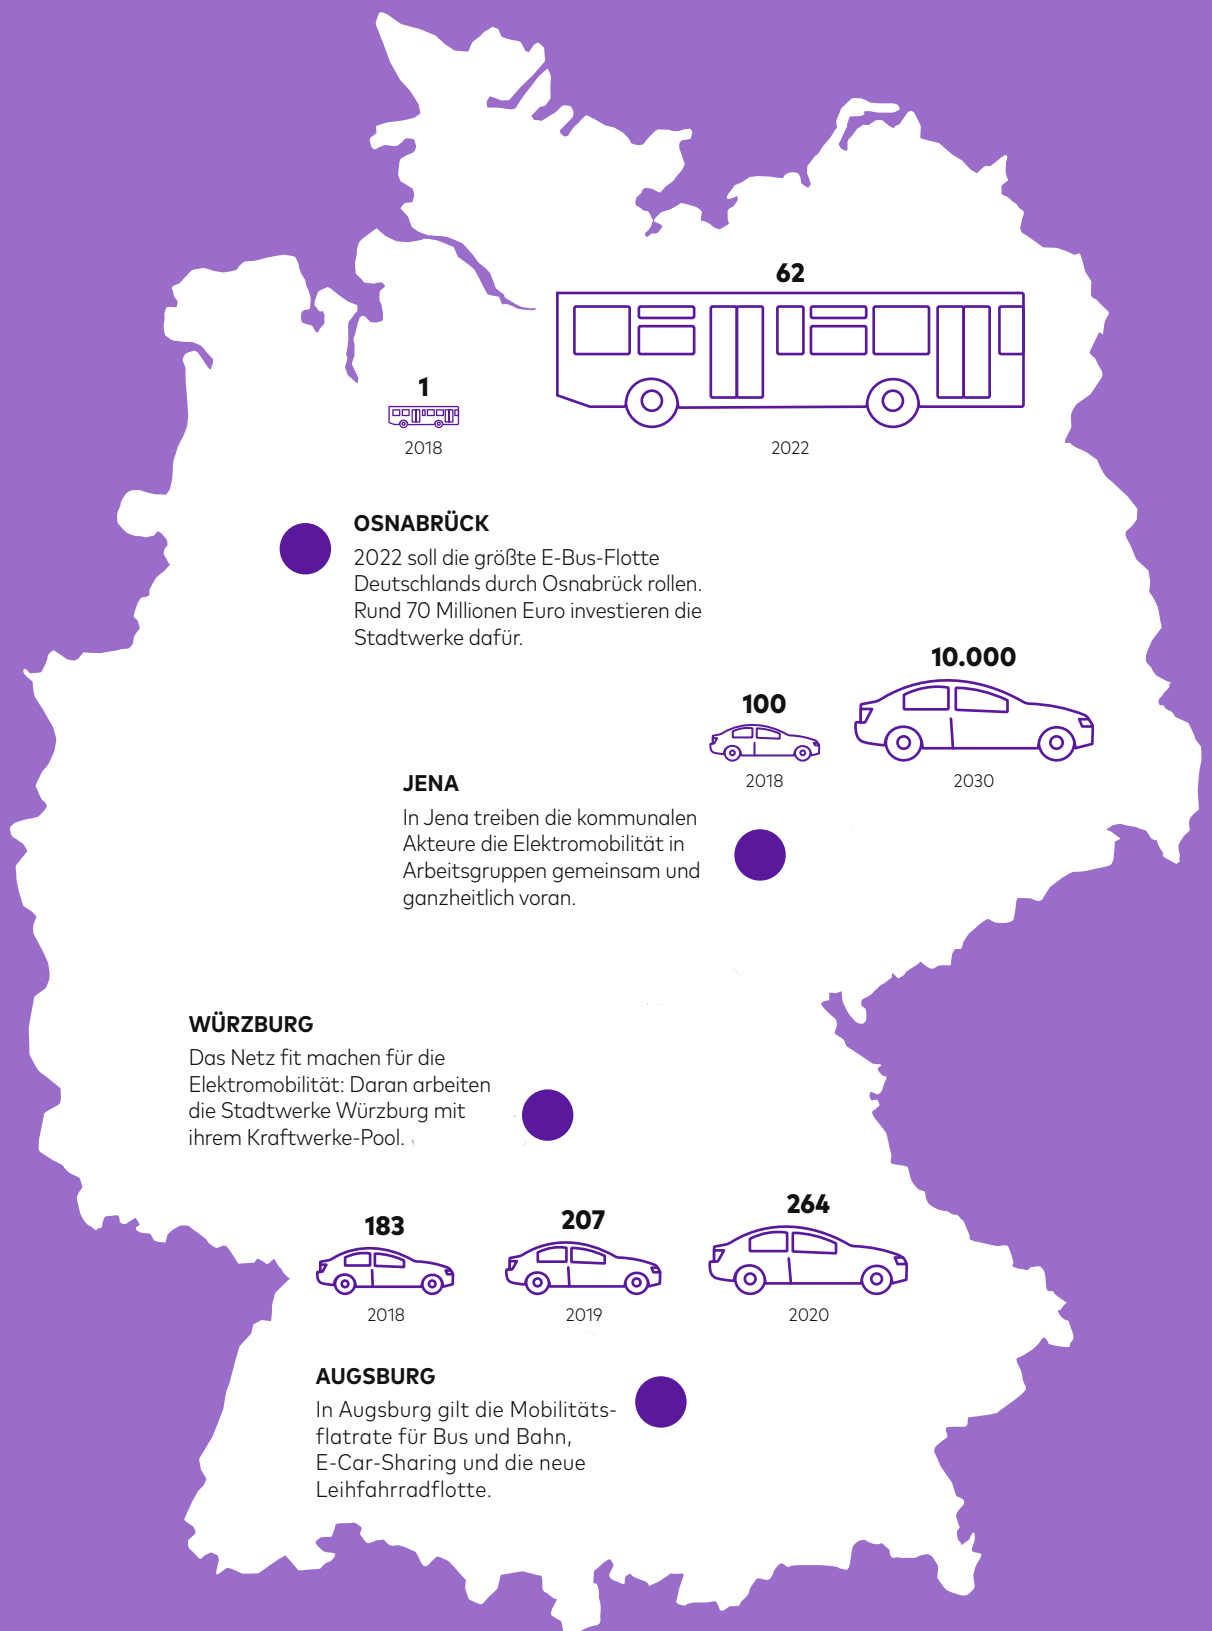 62
1
2018
2022
OSNABRÜCK
2022 soll die größte E-Bus-Flotte
Deutschlands durch Osnabrück rollen.
Rund 70 Millionen Euro investieren die
Stadtwerke dafür.
10.000
100
2018
2030
JENA
In Jena treiben die kommunalen
Akteure die Elektromobilität in
Arbeitsgruppen gemeinsam und
ganzheitlich voran.
WÜRZBURG
Das Netz fit machen für die
Elektromobilität: Daran arbeiten
die Stadtwerke Würzburg mit
ihrem Kraftwerke-Pool.
183
207
264
2018
2019
2020
AUGSBURG
In Augsburg gilt die Mobilitäts-
flatrate für Bus und Bahn,
E-Car-Sharing und die neue
Leihfahrradflotte.